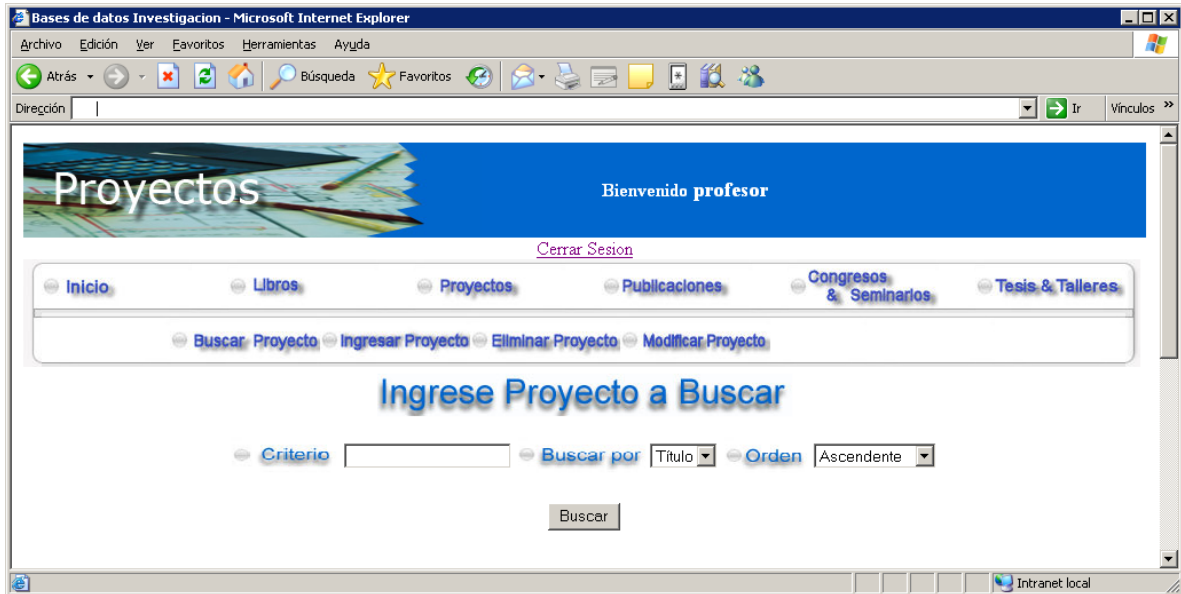 Bases de datos Investigacion - Microsoft Internet Explorer
Archivo Edición Ver Favoritos Herramientas Ayuda
Atrás Búsqueda Favoritos
Dirección Ir Vínculos »
Proyectos Bienvenido profesor
Cerrar Sesion
Inicio Libros Proyectos Publicaciones Congresos & Seminarios Tesis & Talleres
Buscar Proyecto Ingresar Proyecto Eliminar Proyecto Modificar Proyecto
Ingrese Proyecto a Buscar
Criterio Buscar por Título Orden Ascendente
Buscar
Intranet local